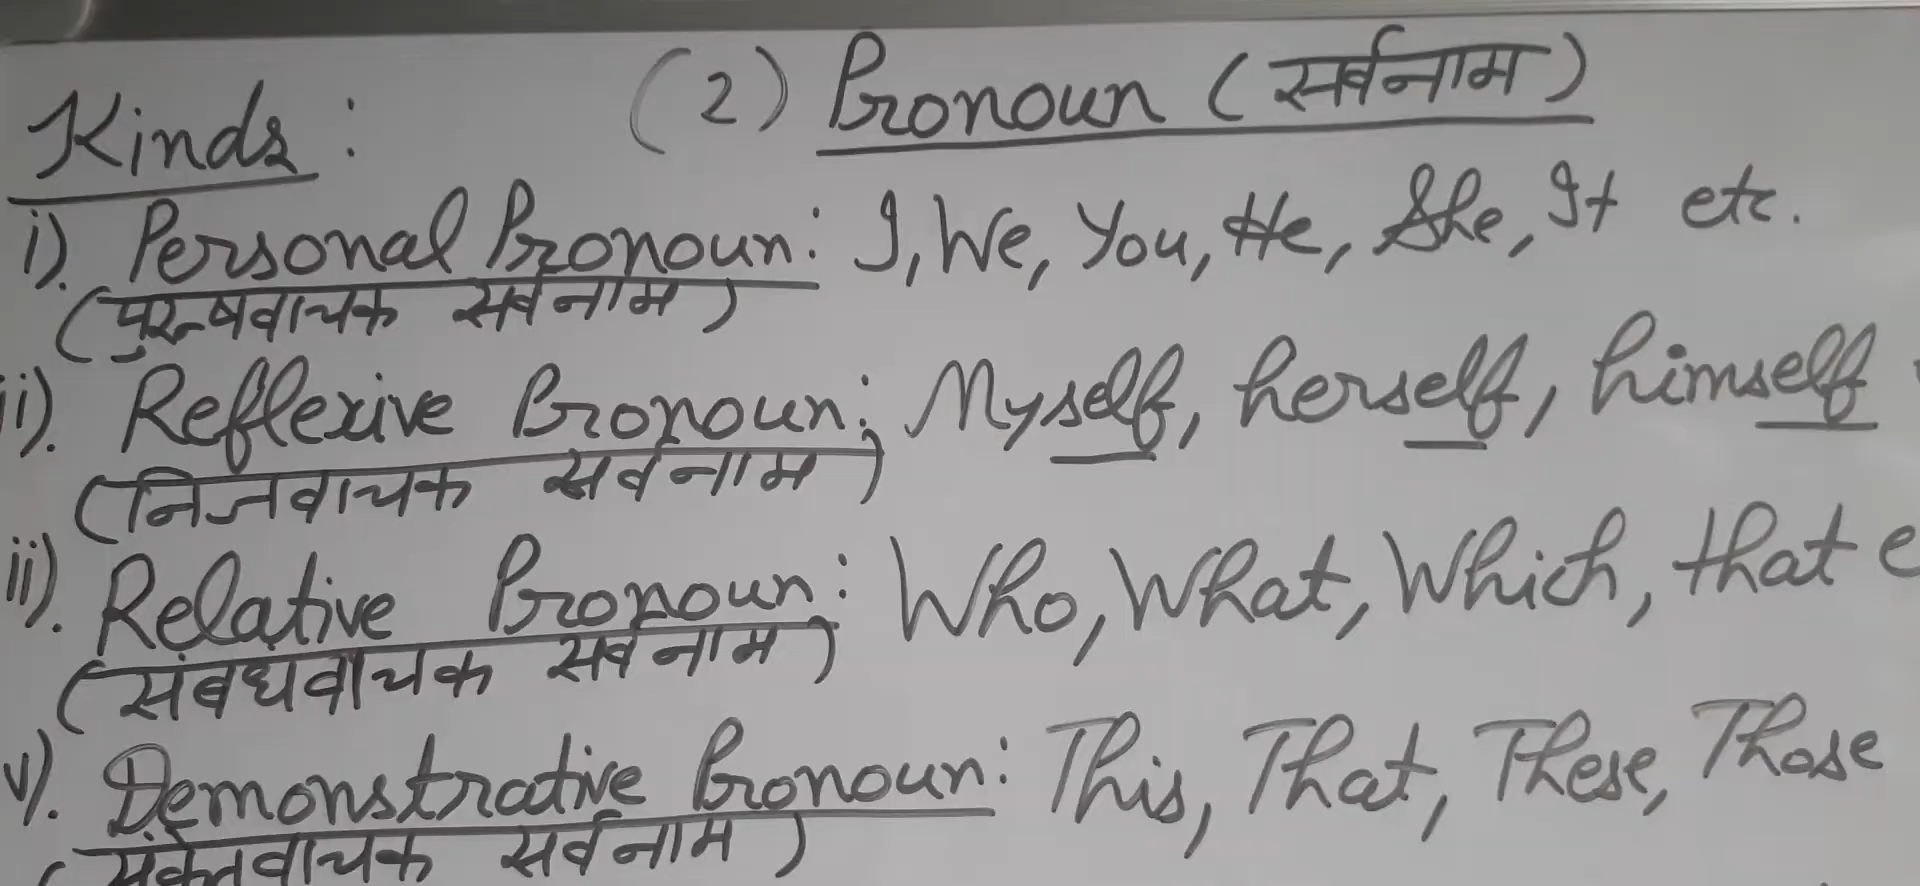 (2) Pronoun (सर्वनाम)
Kinds :
i). Personal Pronoun : I, We, You, He, She, It etc.
(पुरुषवाचक सर्वनाम)
ii). Reflexive Pronoun : Myself, herself, himself
(निजवाचक सर्वनाम)
ii). Relative Pronoun : Who, What, Which, that e
(संबंधवाचक सर्वनाम)
v). Demonstrative Pronoun : This, That, These, Those
(संकेतवाचक सर्वनाम)